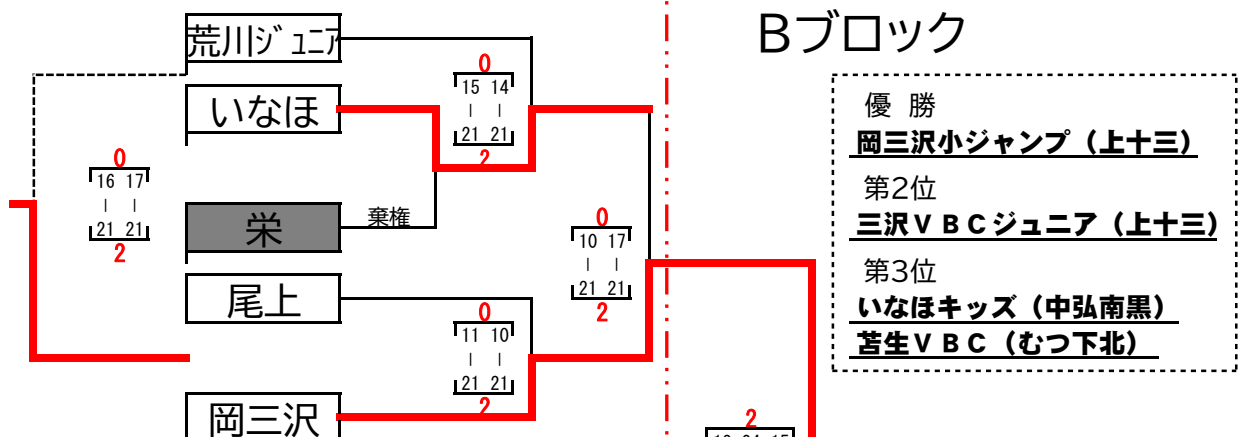 Bブロック
荒川ジュニア
いなほ
栄
棄権
尾上
岡三沢
0
16 17
| |
21 21
2
0
15 14
| |
21 21
2
0
10 17
| |
21 21
2
0
11 10
| |
21 21
2
2
優 勝
岡三沢小ジャンプ（上十三）
第2位
三沢VBCジュニア（上十三）
第3位
いなほキッズ（中弘南黒）
苫生VBC（むつ下北）